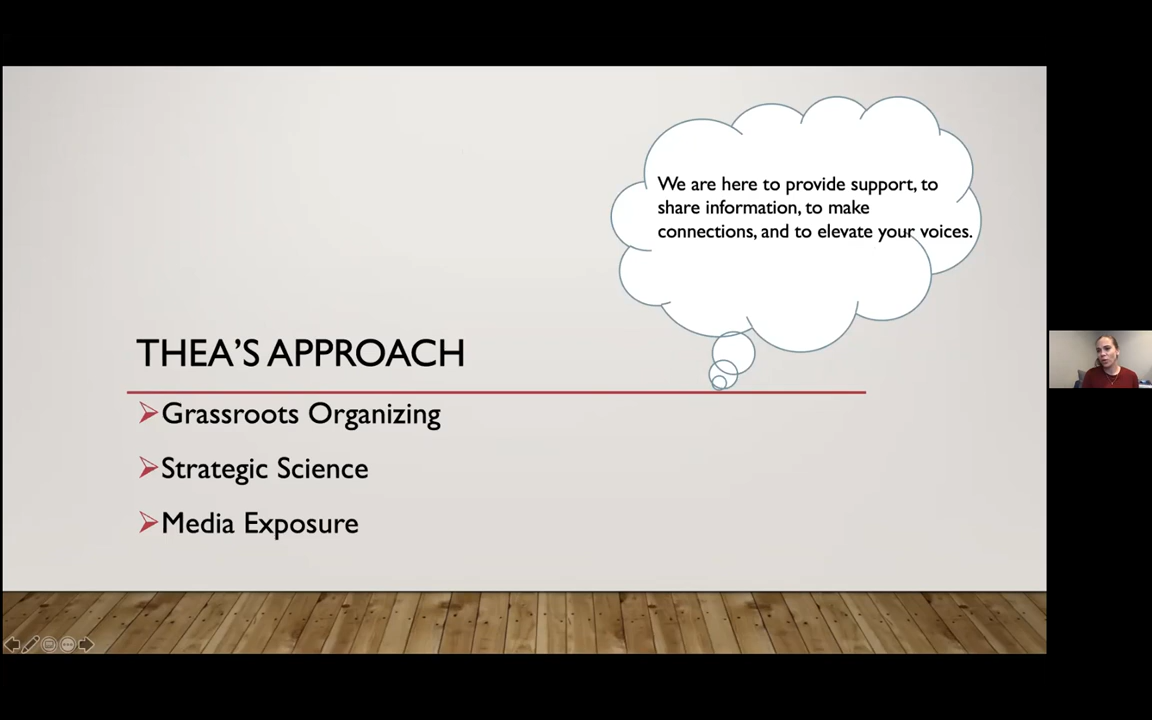 We are here to provide support, to
share information, to make
connections, and to elevate your voices.
THEA'S APPROACH
Grassroots Organizing
Strategic Science
Media Exposure